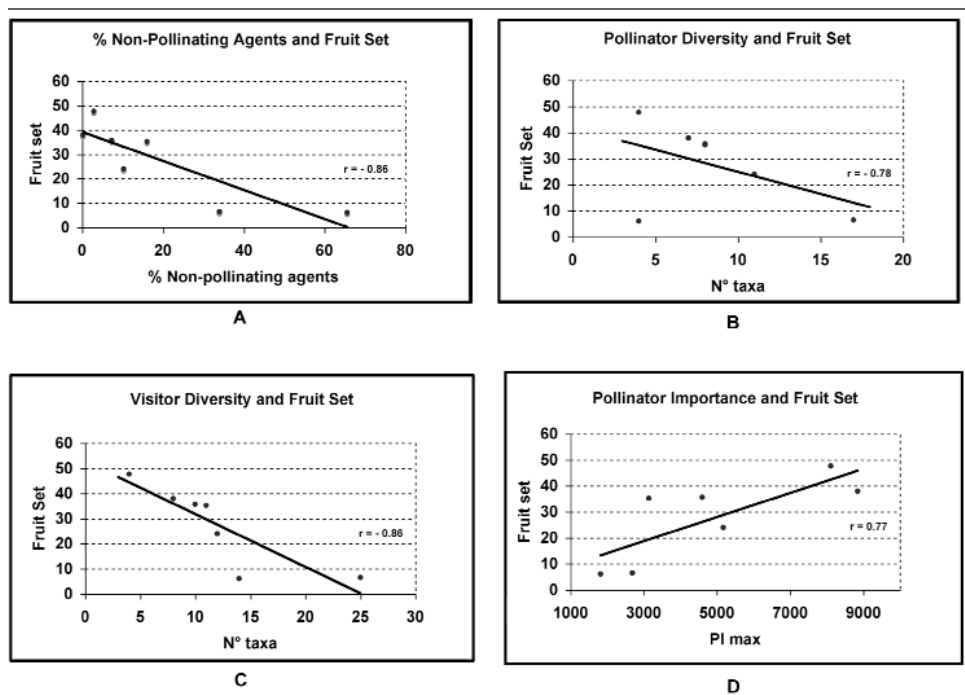 % Non-Pollinating Agents and Fruit Set
60
50
40
30
20
10
0
Fruit set
r = - 0.86
0 20 40 60 80
% Non-pollinating agents
A
Pollinator Diversity and Fruit Set
60
50
40
30
20
10
0
Fruit Set
r = - 0.78
0 5 10 15 20
N° taxa
B
Visitor Diversity and Fruit Set
60
50
40
30
20
10
0
Fruit Set
r = - 0.86
0 5 10 15 20 25 30
N° taxa
C
Pollinator Importance and Fruit Set
60
50
40
30
20
10
0
Fruit set
r = 0.77
1000 3000 5000 7000 9000
PI max
D